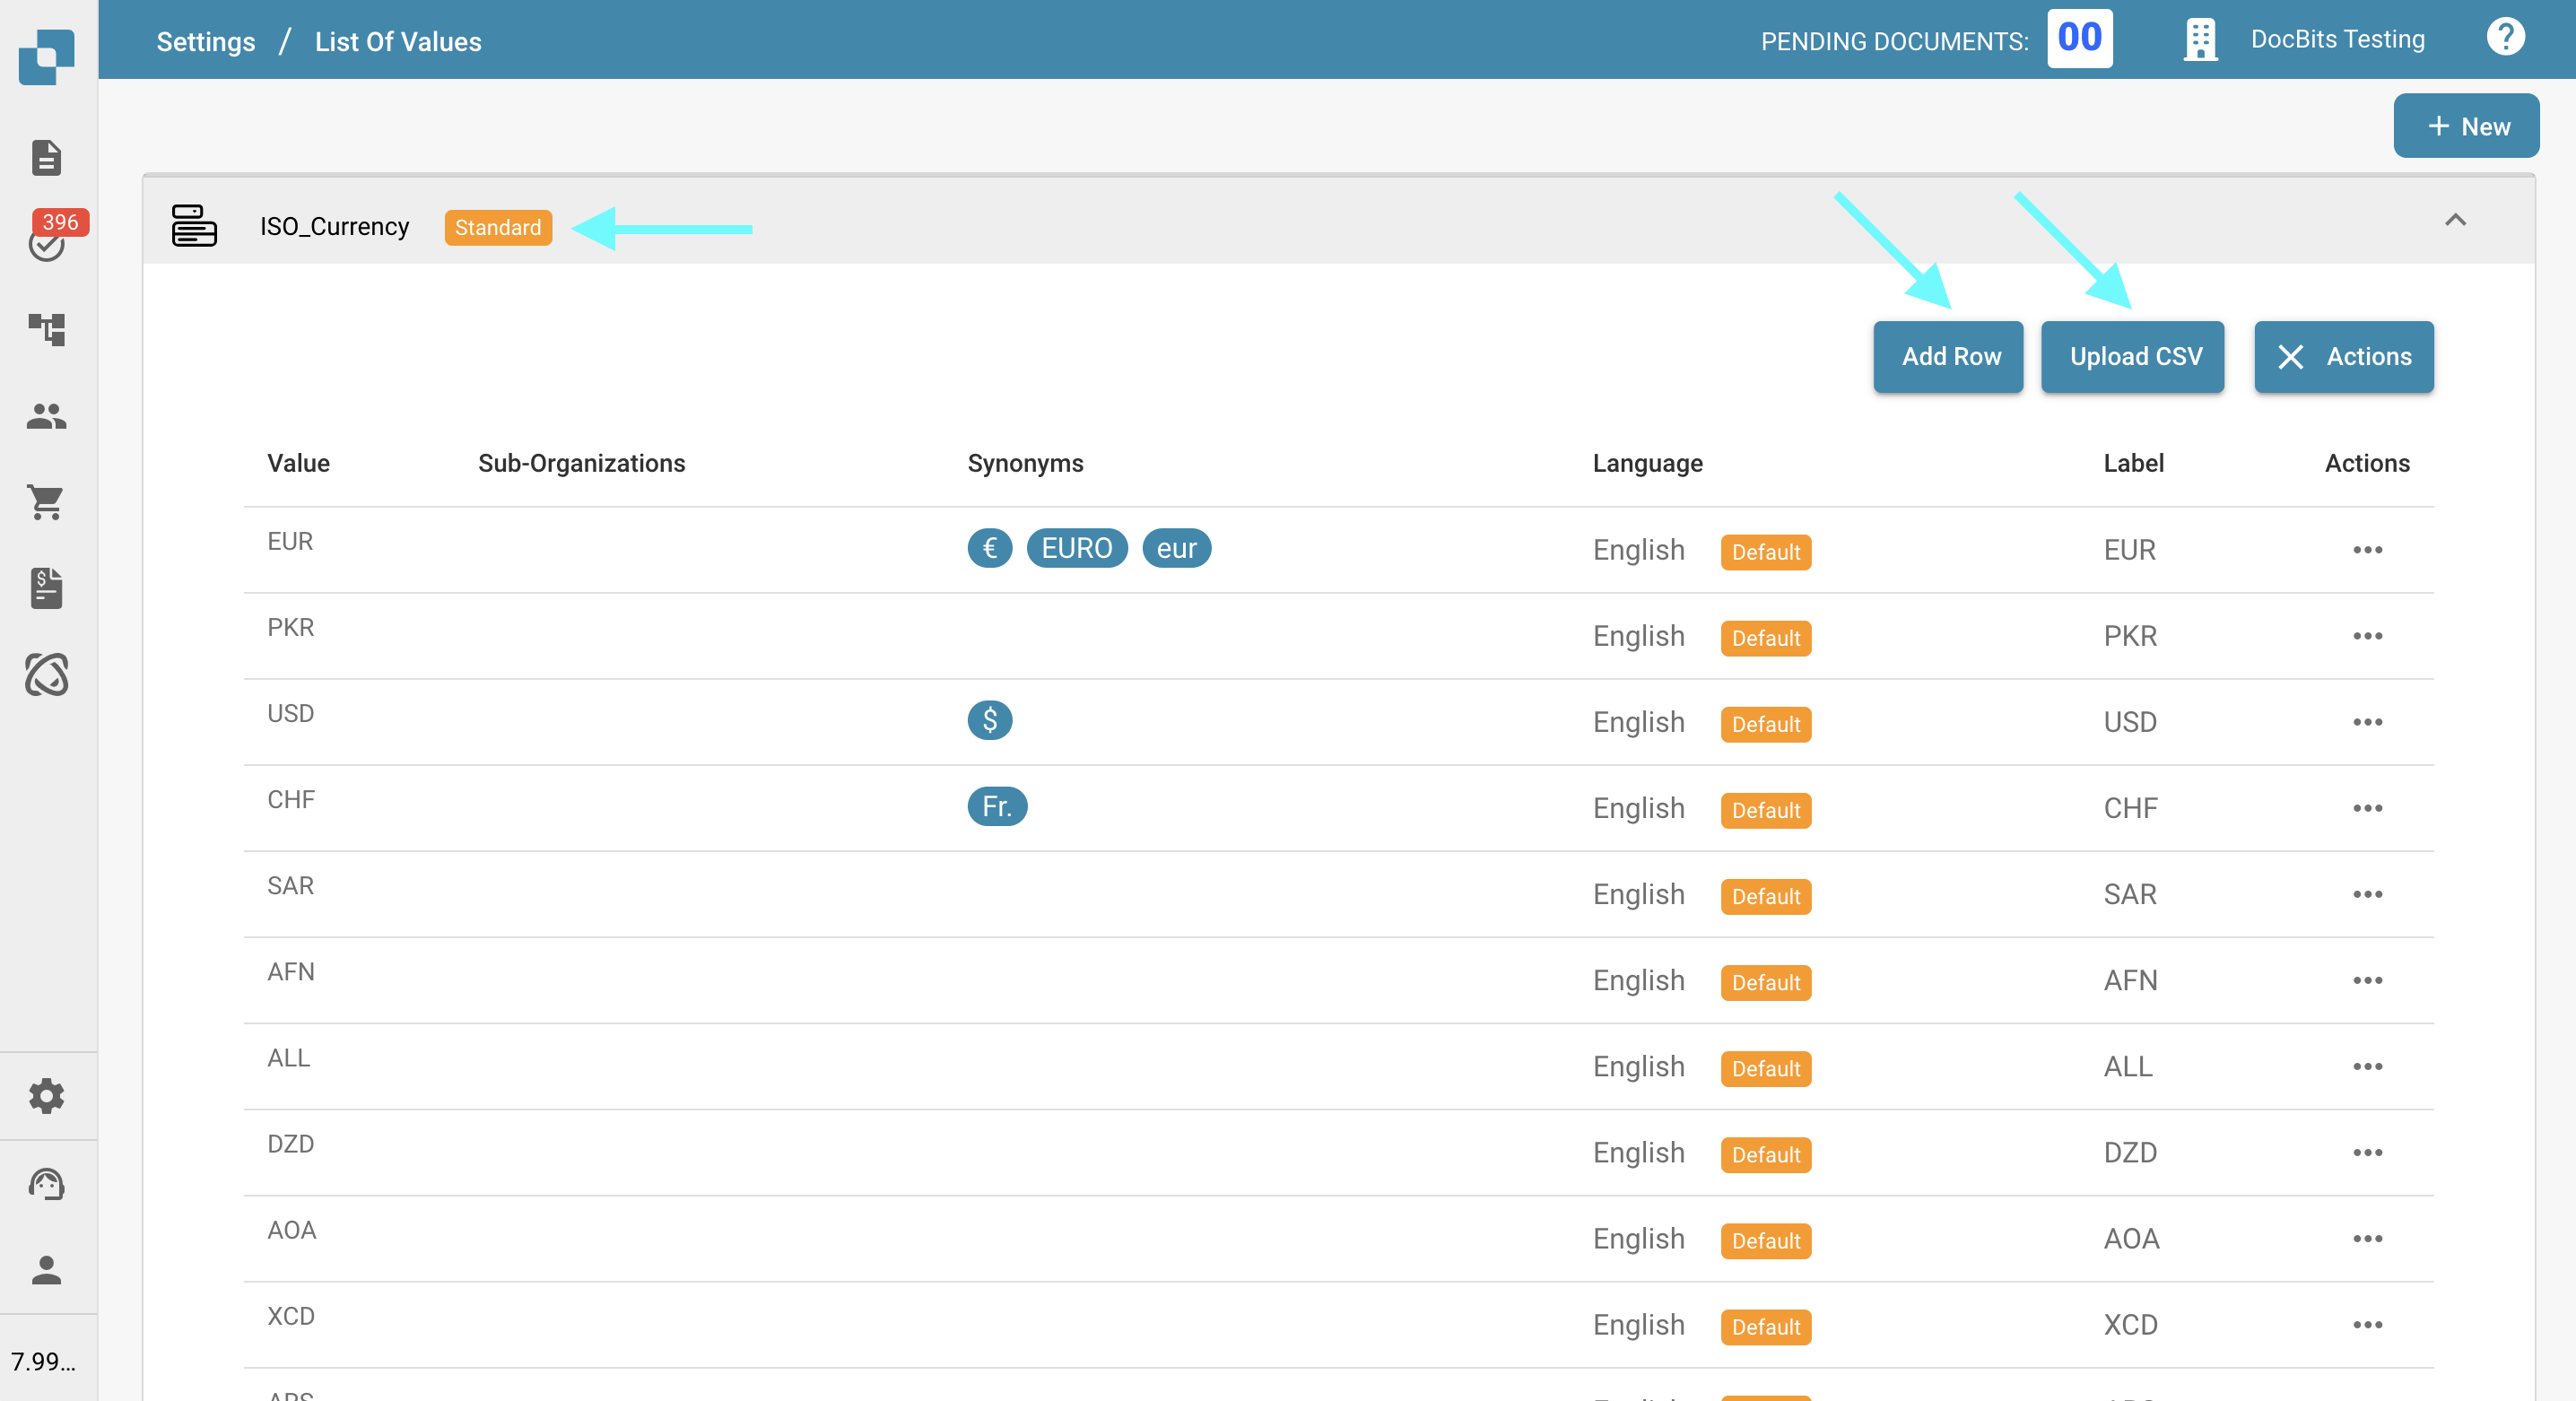 Settings / List Of Values PENDING DOCUMENTS: 00 DocBits Testing ?
+ New
396
ISO_Currency Standard
Add Row Upload CSV Actions
Value Sub-Organizations Synonyms Language Label Actions
EUR € EURO eur English Default EUR
PKR English Default PKR
USD $ English Default USD
CHF Fr. English Default CHF
SAR English Default SAR
AFN English Default AFN
ALL English Default ALL
DZD English Default DZD
AOA English Default AOA
XCD English Default XCD
7.99...